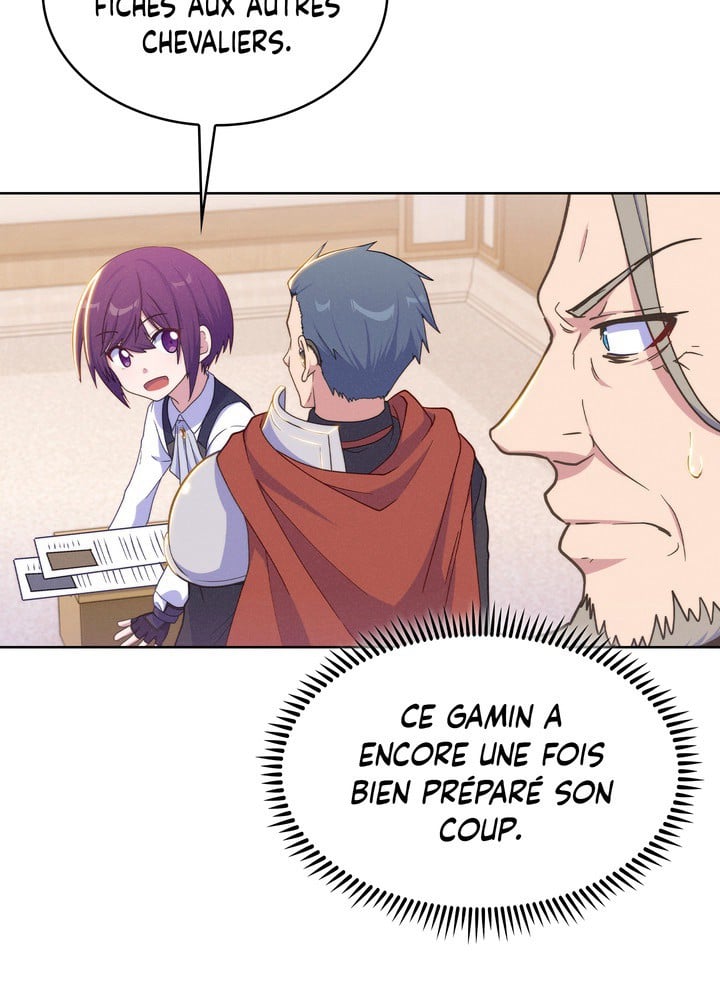 FICHES AUX AUTRES
CHEVALIERS.
CE GAMIN A
ENCORE UNE FOIS
BIEN PRÉPARÉ SON
COUP.